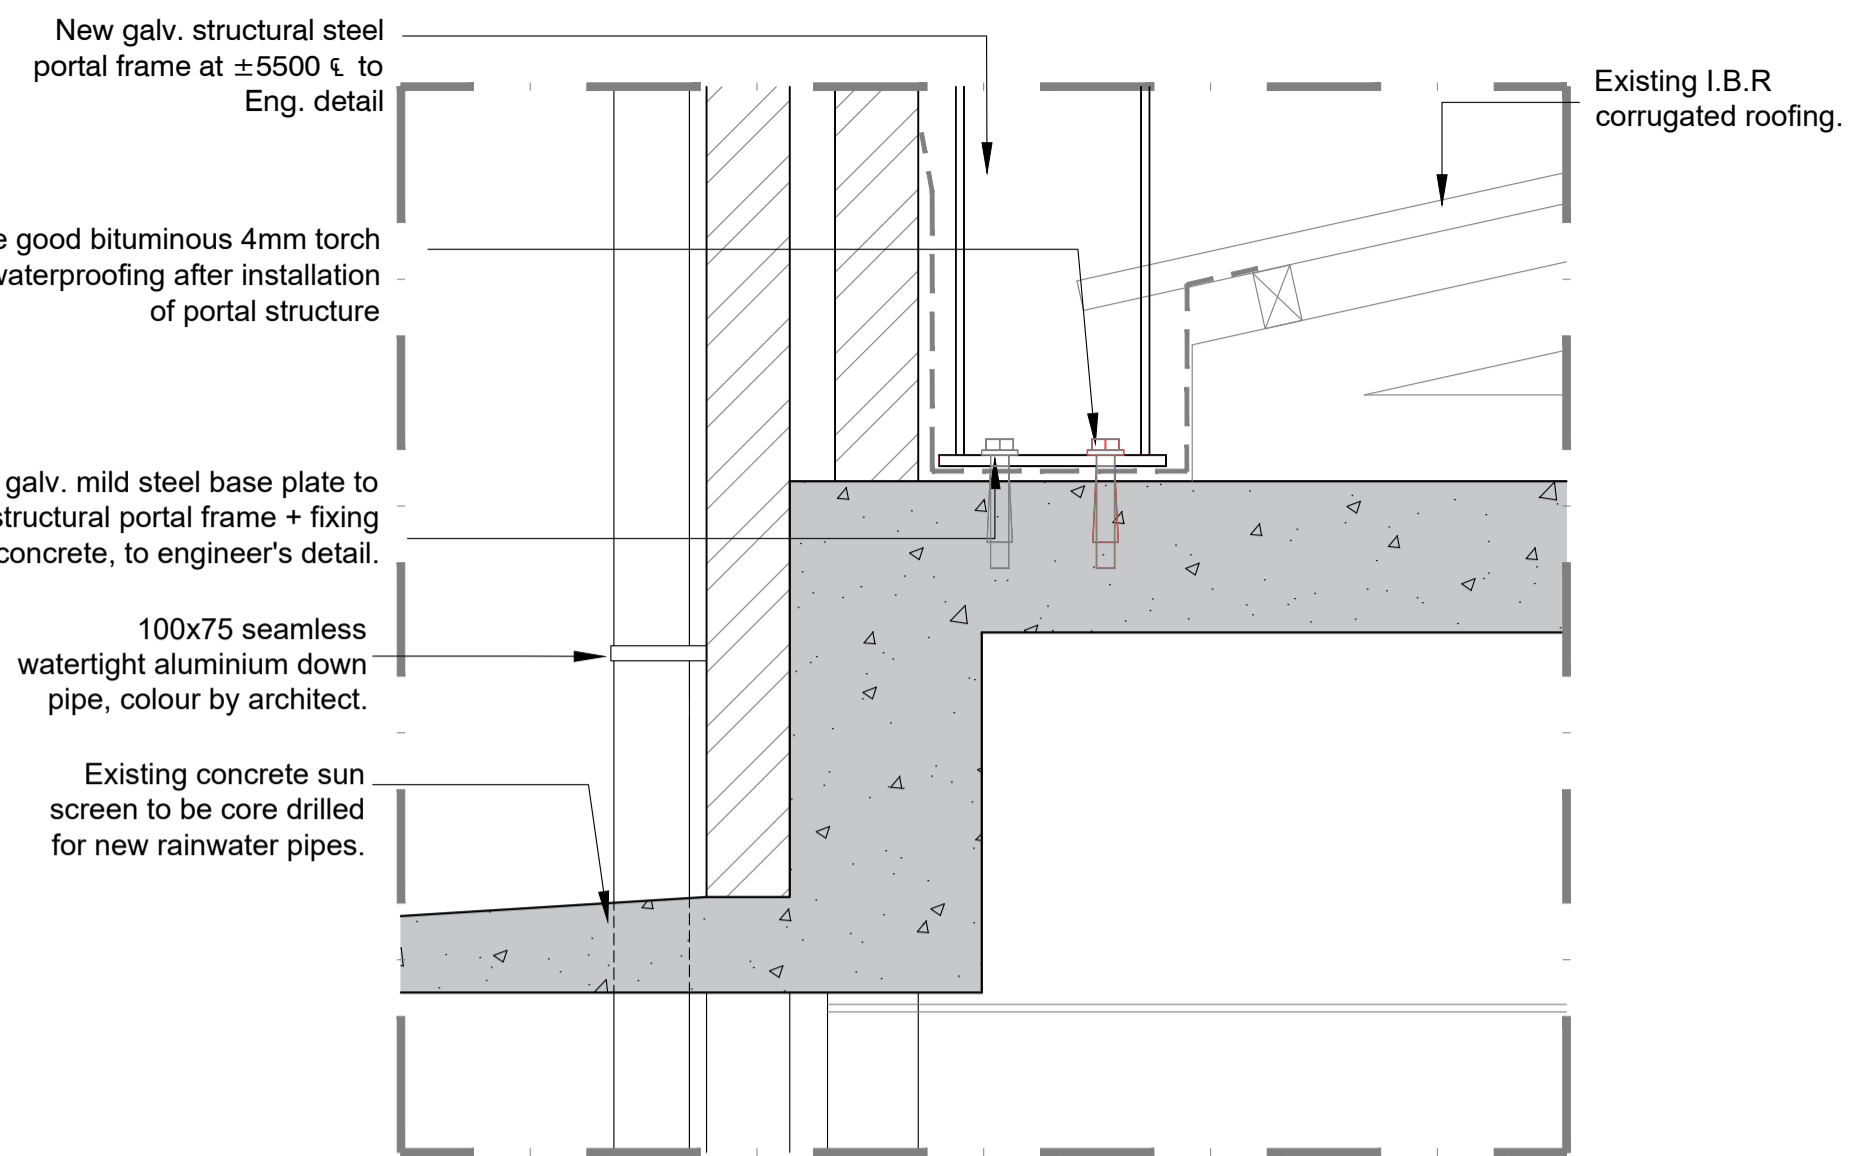 New galv. structural steel
portal frame at ±5500 ℄ to
Eng. detail
Existing I.B.R
corrugated roofing.
good bituminous 4mm torch
waterproofing after installation
of portal structure
galv. mild steel base plate to
structural portal frame + fixing
concrete, to engineer's detail.
100x75 seamless
watertight aluminium down
pipe, colour by architect.
Existing concrete sun
screen to be core drilled
for new rainwater pipes.